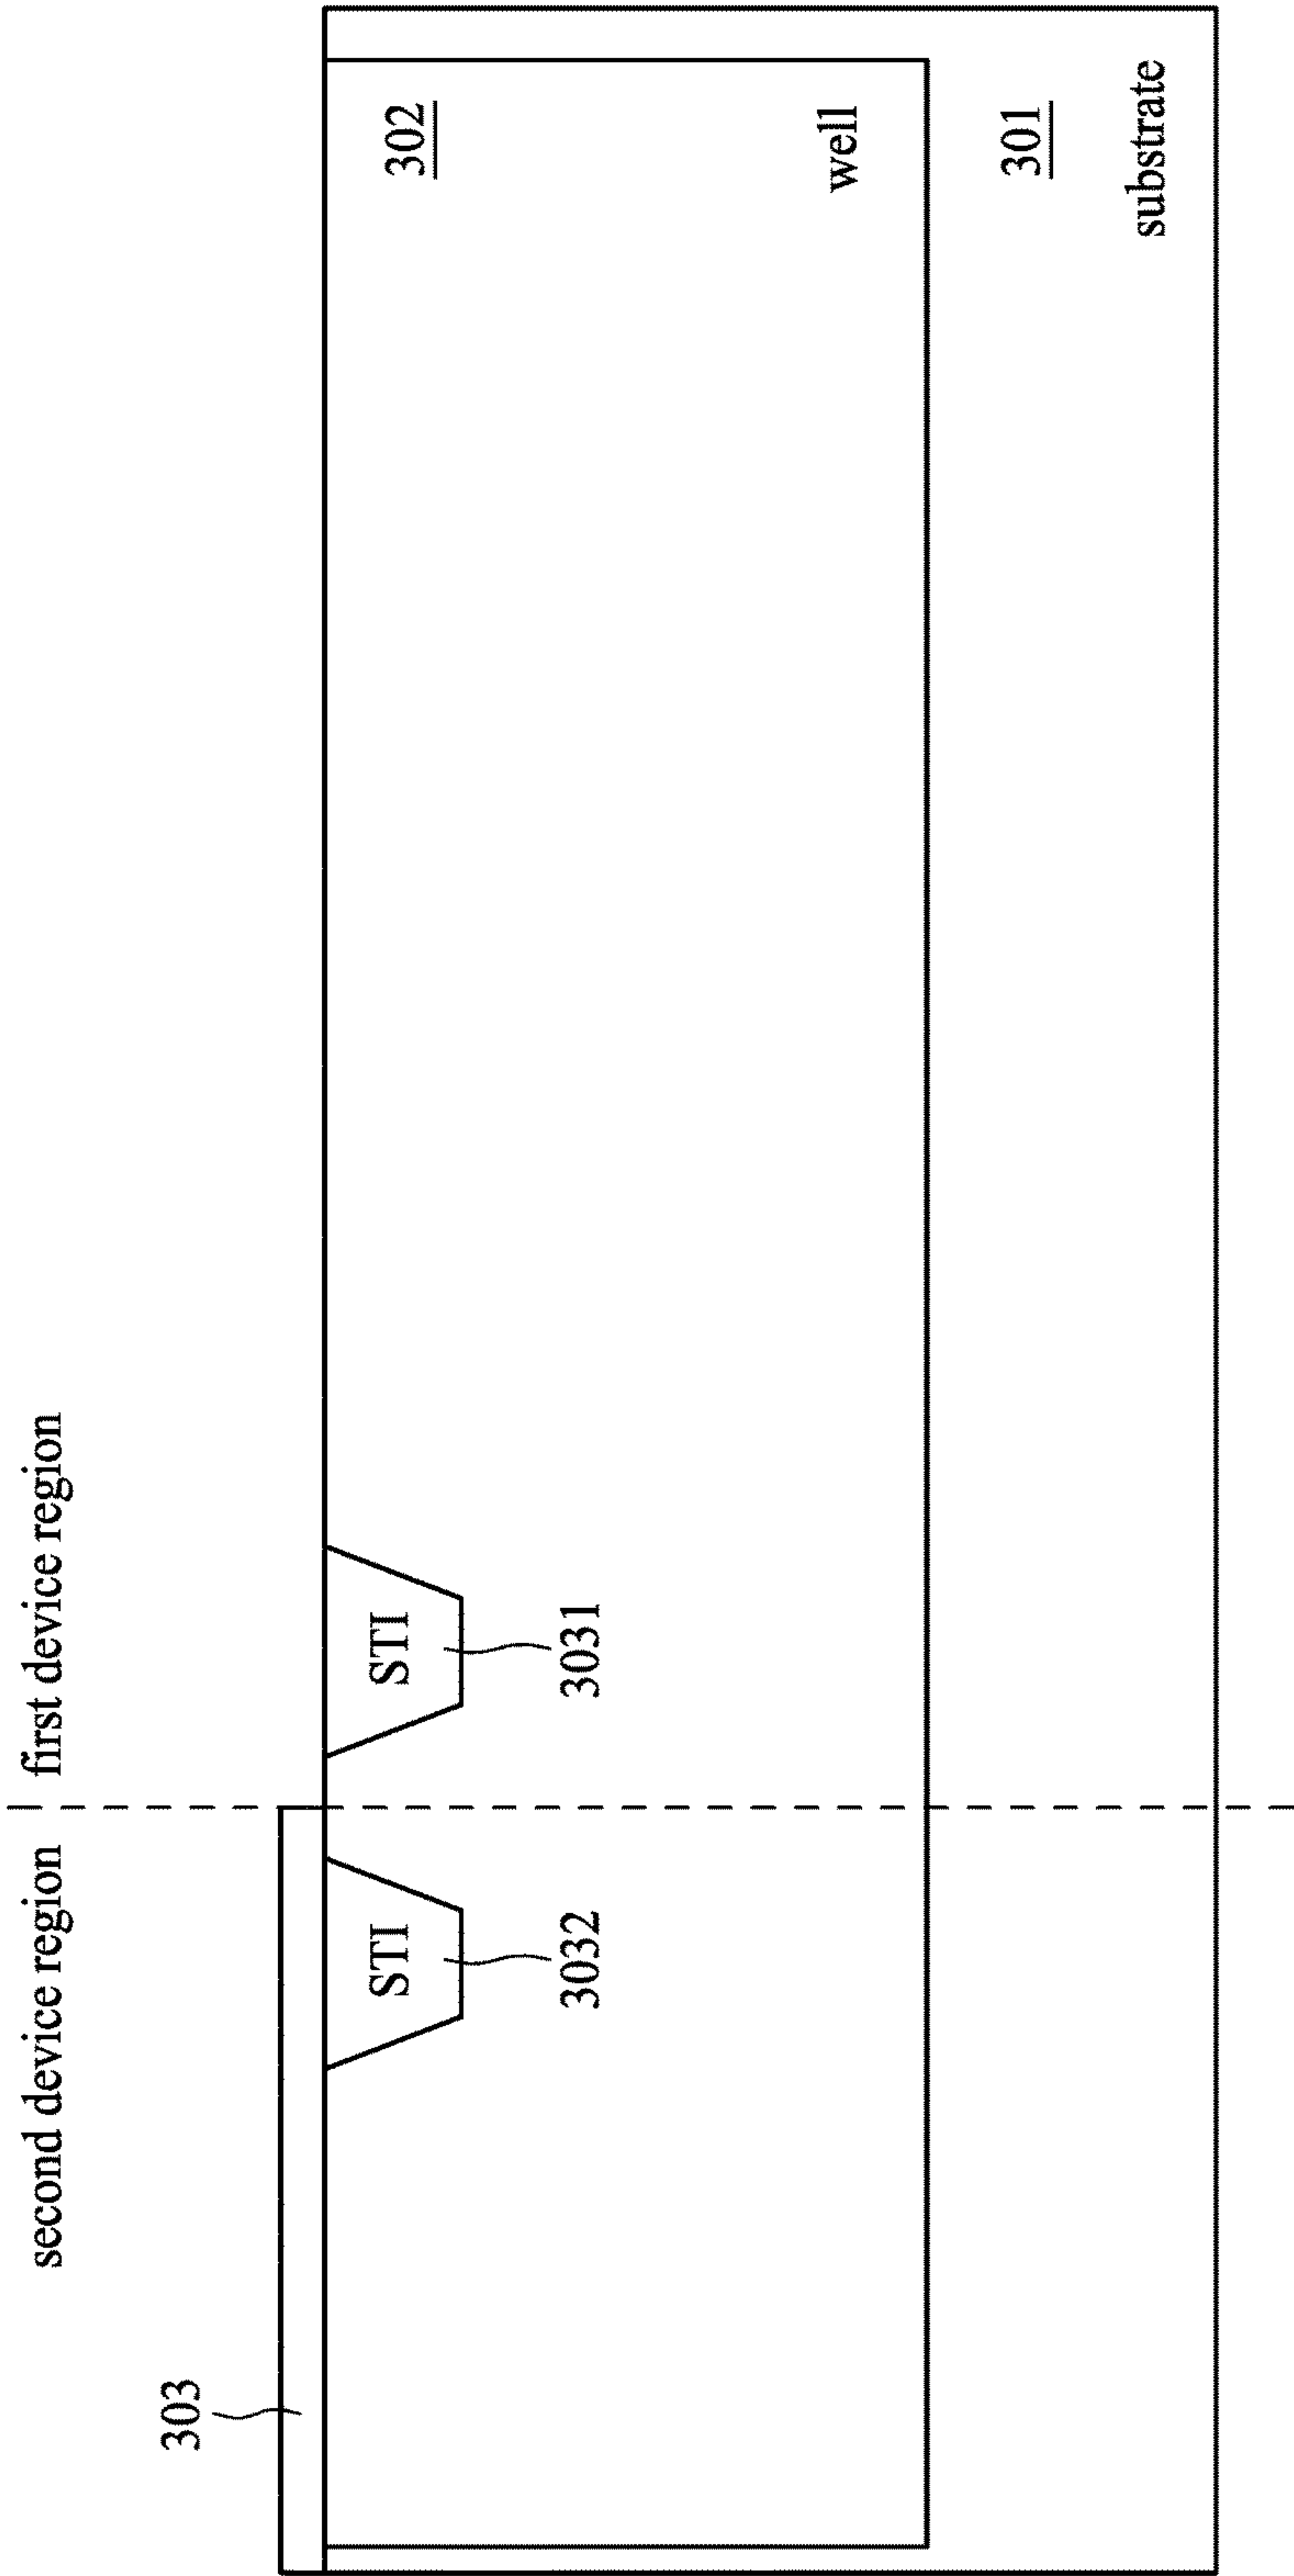 second device region
first device region
303
STI
STI
3032
3031
302
well
301
substrate